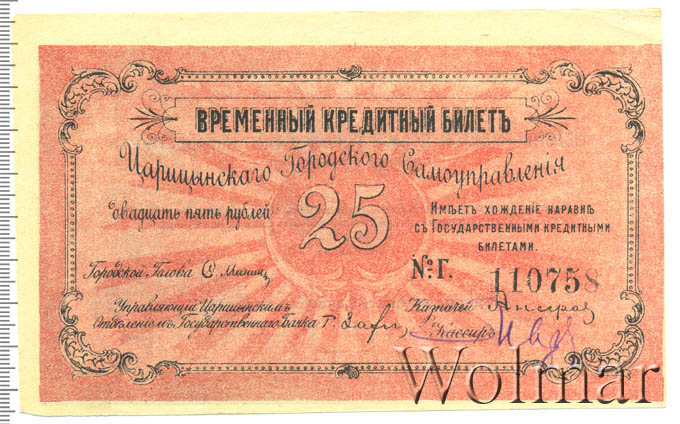 ВРЕМЕННЫЙ КРЕДИТНЫЙ БИЛЕТЪ
Царицынскаго Городского Самоуправленія
двадцать пять рублей
25
ИМѢЕТЪ ХОЖДЕНІЕ НАРАВНѢ
СЪ ГОСУДАРСТВЕННЫМИ КРЕДИТНЫМИ
БИЛЕТАМИ.
Городской Голова С.
№ Г. 110758
Управляющій Царицынскимъ
Отдѣленіемъ Государственнаго Банка
Казначей
Кассиръ
Wolmar